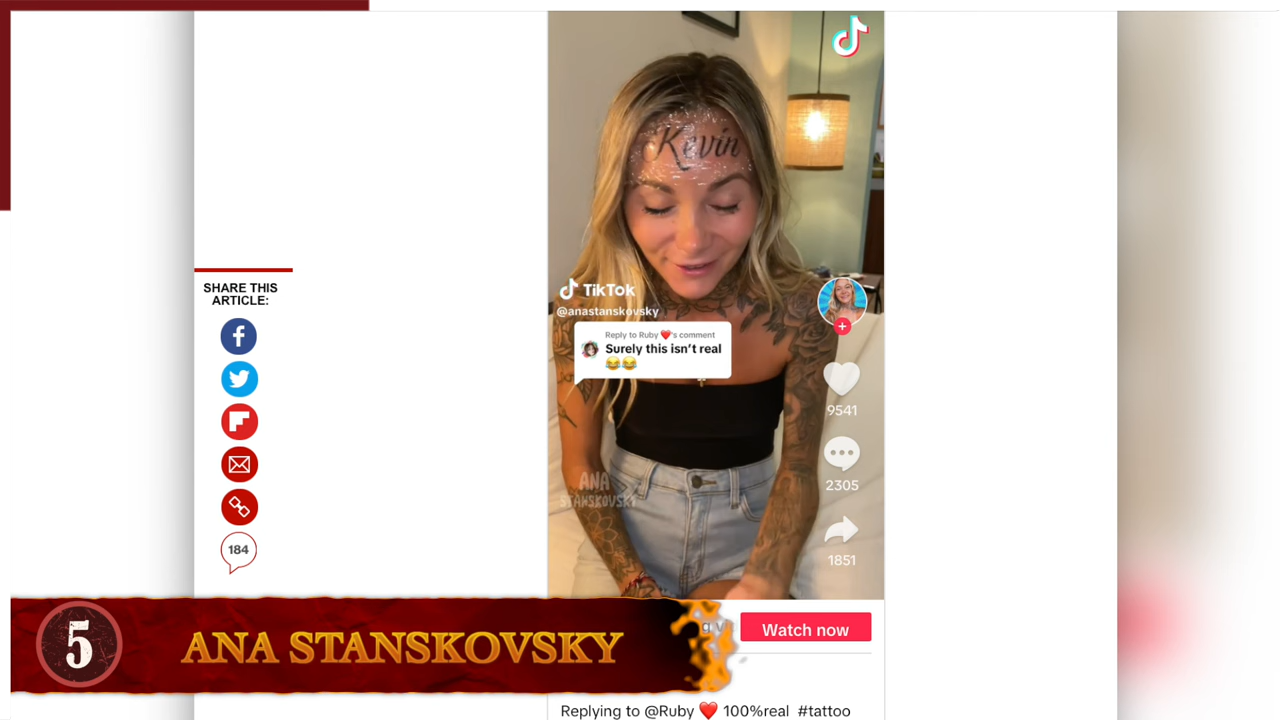 Kevin
SHARE THIS
ARTICLE:
184
TikTok
@anastanskovsky
Reply to Ruby ❤️'s comment
Surely this isn't real
😂😂
9541
2305
1851
ANA
STANSKOVSKY
5 ANA STANSKOVSKY
Watch now
Replying to @Ruby ❤️ 100%real #tattoo